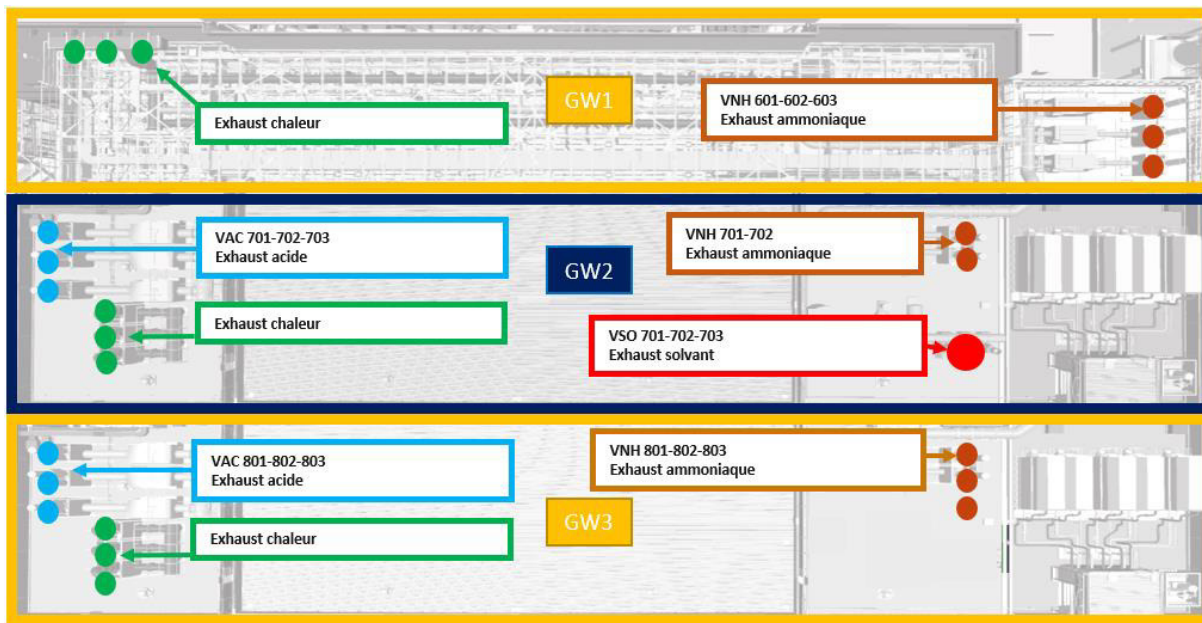 Exhaust chaleur
GW1
VNH 601-602-603
Exhaust ammoniaque
VAC 701-702-703
Exhaust acide
GW2
VNH 701-702
Exhaust ammoniaque
Exhaust chaleur
VSO 701-702-703
Exhaust solvant
VAC 801-802-803
Exhaust acide
VNH 801-802-803
Exhaust ammoniaque
GW3
Exhaust chaleur